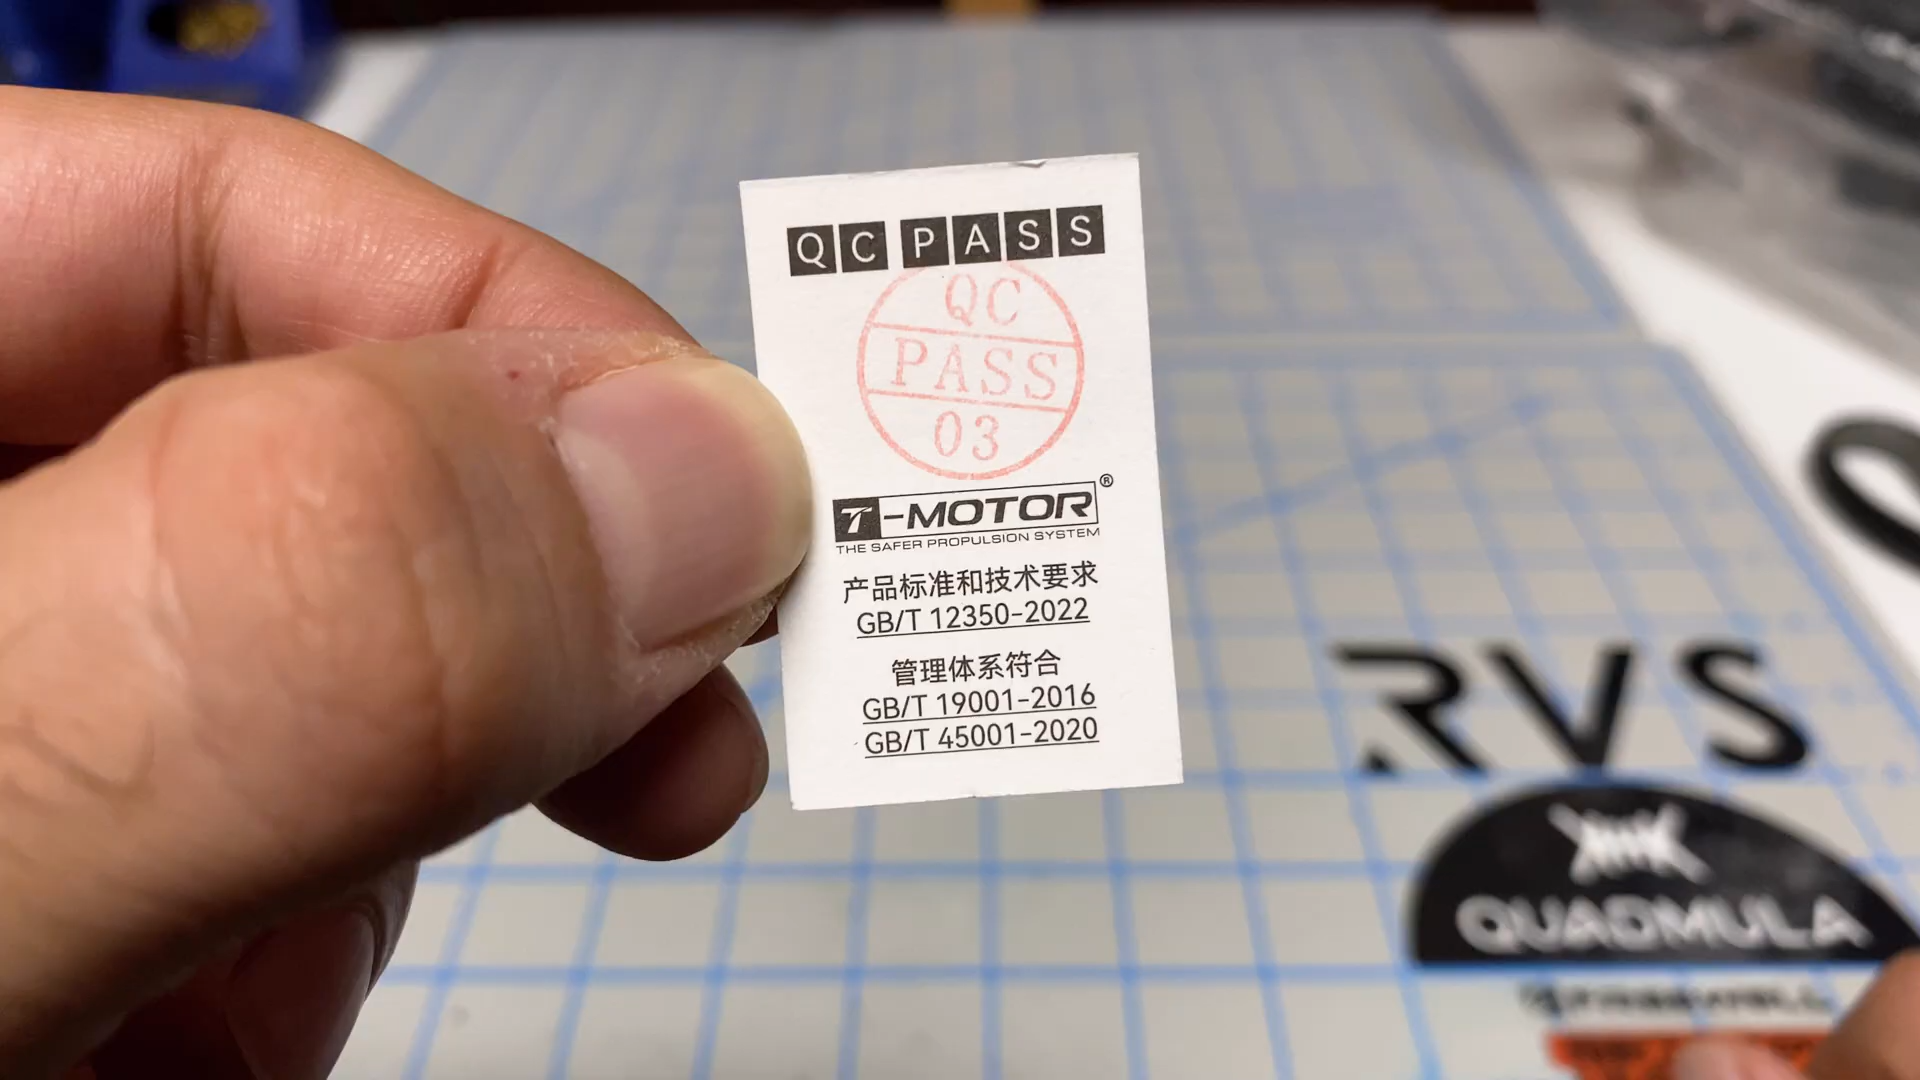 QC PASS
QC
PASS
03
T-MOTOR®
THE SAFER PROPULSION SYSTEM
产品标准和技术要求
GB/T 12350-2022
管理体系符合
GB/T 19001-2016
GB/T 45001-2020
RVS
QUADMULA